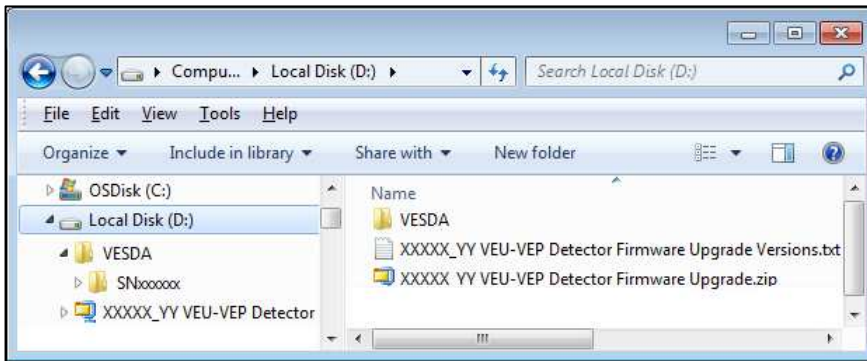 Compu... Local Disk (D:) Search Local Disk (D:)
File Edit View Tools Help
Organize Include in library Share with New folder
OSDisk (C:)
Local Disk (D:)
VESDA
SNxxxxxx
XXXXX_YY VEU-VEP Detector
Name
VESDA
XXXXX_YY VEU-VEP Detector Firmware Upgrade Versions.txt
XXXXX YY VEU-VEP Detector Firmware Upgrade.zip